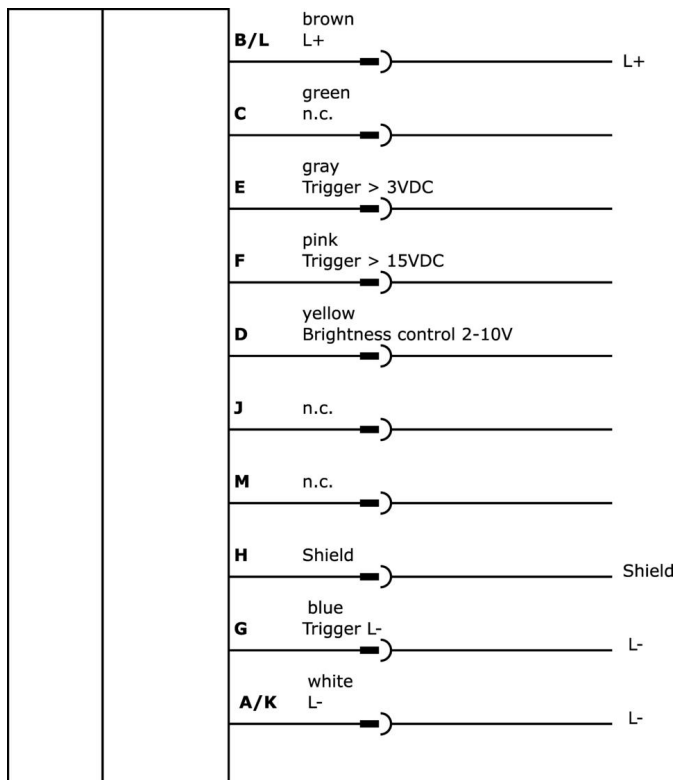 brown
B/L L+
L+
green
C n.c.
gray
E Trigger > 3VDC
pink
F Trigger > 15VDC
yellow
D Brightness control 2-10V
J n.c.
M n.c.
H Shield
Shield
blue
G Trigger L-
L-
white
A/K L-
L-